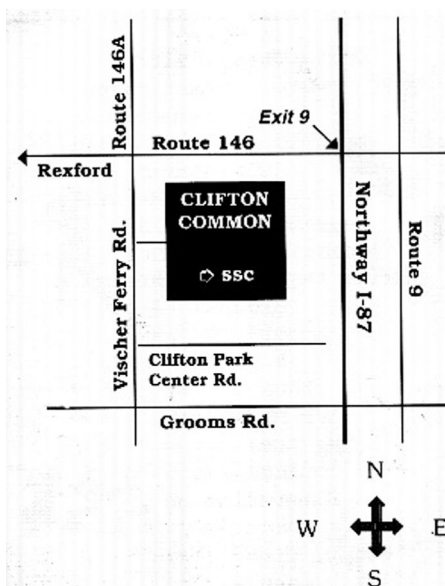 Route 146A
Exit 9
Route 146
Rexford
CLIFTON
COMMON
⇨ SSC
Vischer Ferry Rd.
Northway I-87
Route 9
Clifton Park
Center Rd.
Grooms Rd.
N
W
E
S